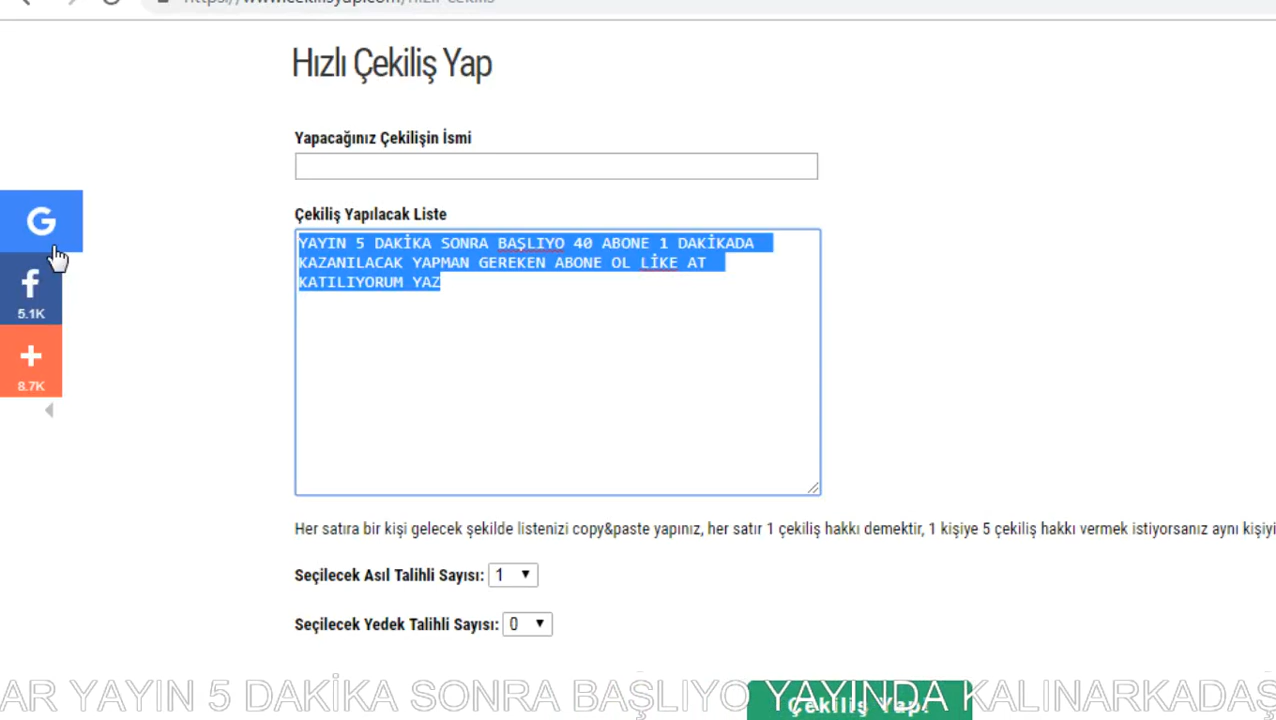 Hızlı Çekiliş Yap
Yapacağınız Çekilişin İsmi
Çekiliş Yapılacak Liste
YAYIN 5 DAKİKA SONRA BAŞLIYO 40 ABONE 1 DAKİKADA
KAZANILACAK YAPMAN GEREKEN ABONE OL LİKE AT
KATILIYORUM YAZ
G
f
5.1K
+
8.7K
Her satıra bir kişi gelecek şekilde listenizi copy&paste yapınız, her satır 1 çekiliş hakkı demektir, 1 kişiye 5 çekiliş hakkı vermek istiyorsanız aynı kişiyi
Seçilecek Asıl Talihli Sayısı: 1
Seçilecek Yedek Talihli Sayısı: 0
Çekiliş Yap!
AR YAYIN 5 DAKİKA SONRA BAŞLIYO YAYINDA KALINARKADAŞ